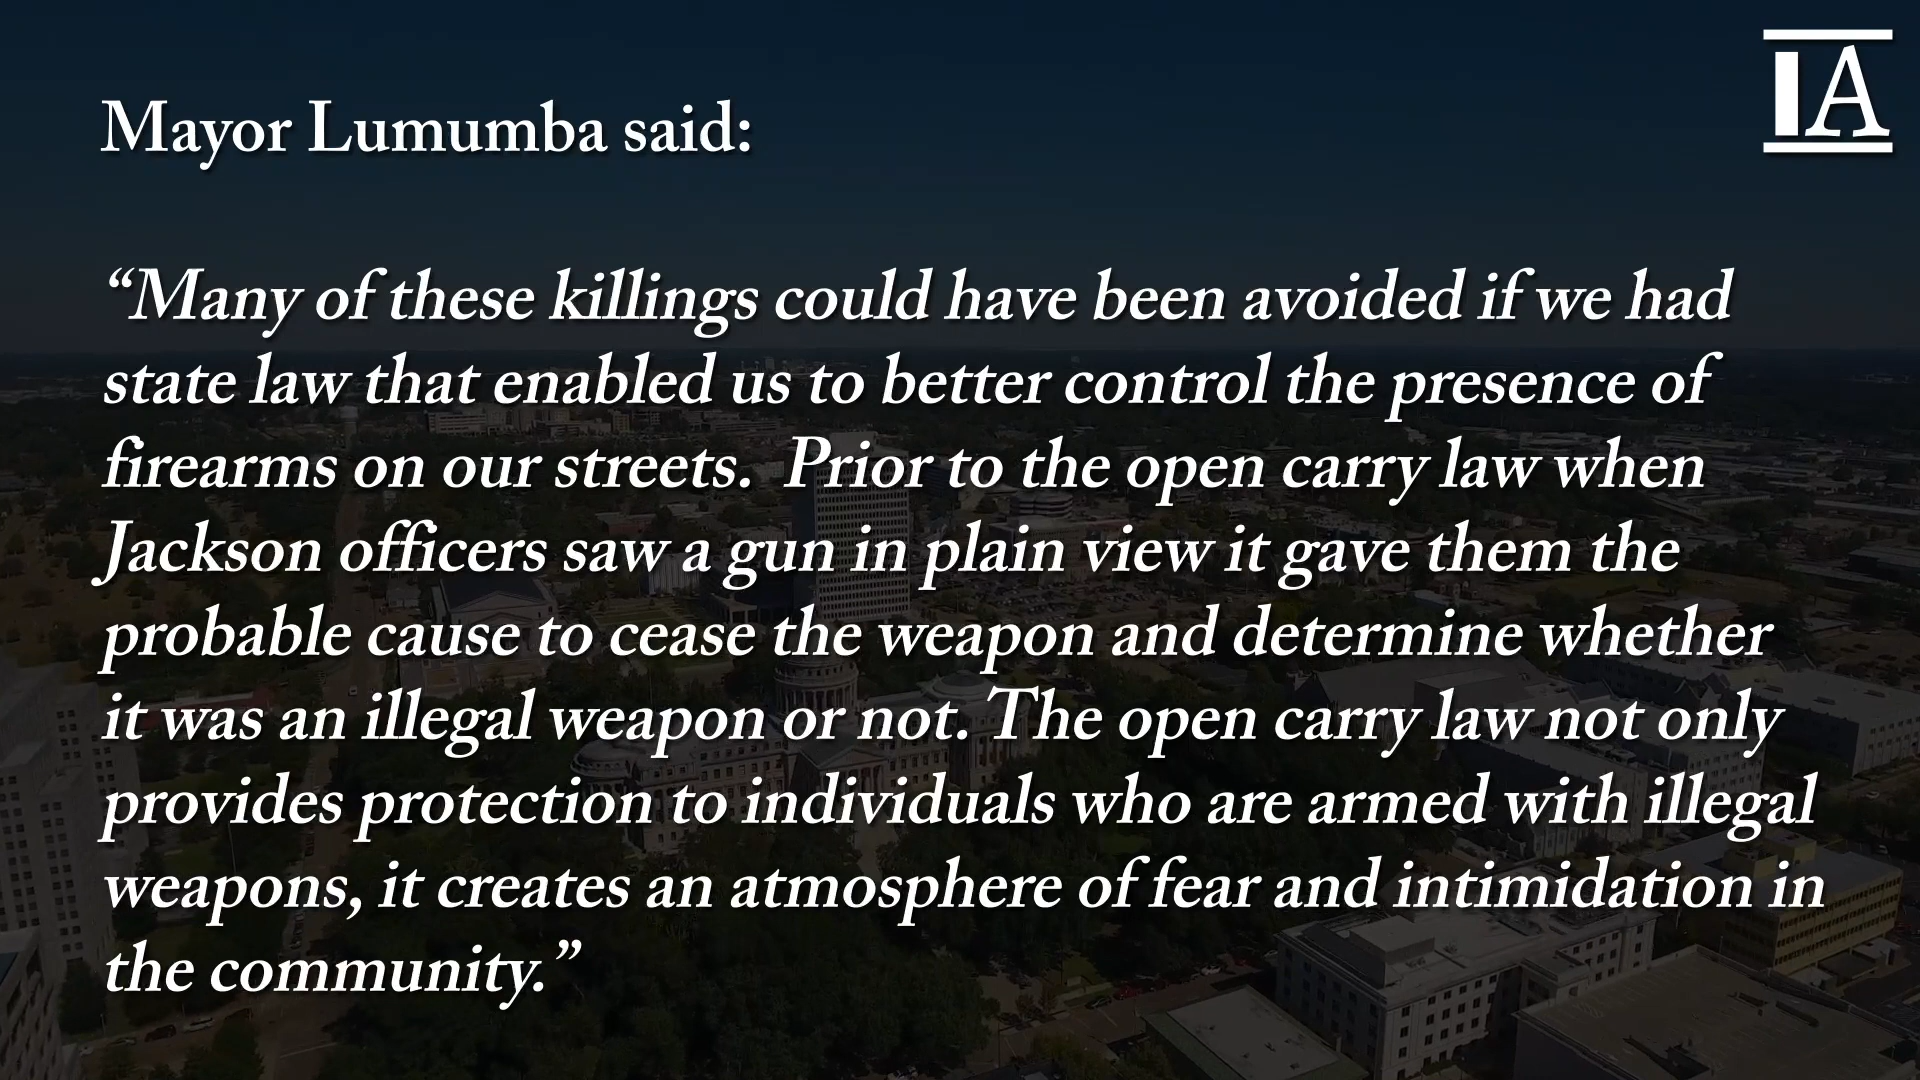 IA
Mayor Lumumba said:
“Many of these killings could have been avoided if we had
state law that enabled us to better control the presence of
firearms on our streets.  Prior to the open carry law when
Jackson officers saw a gun in plain view it gave them the
probable cause to cease the weapon and determine whether
it was an illegal weapon or not. The open carry law not only
provides protection to individuals who are armed with illegal
weapons, it creates an atmosphere of fear and intimidation in
the community.”